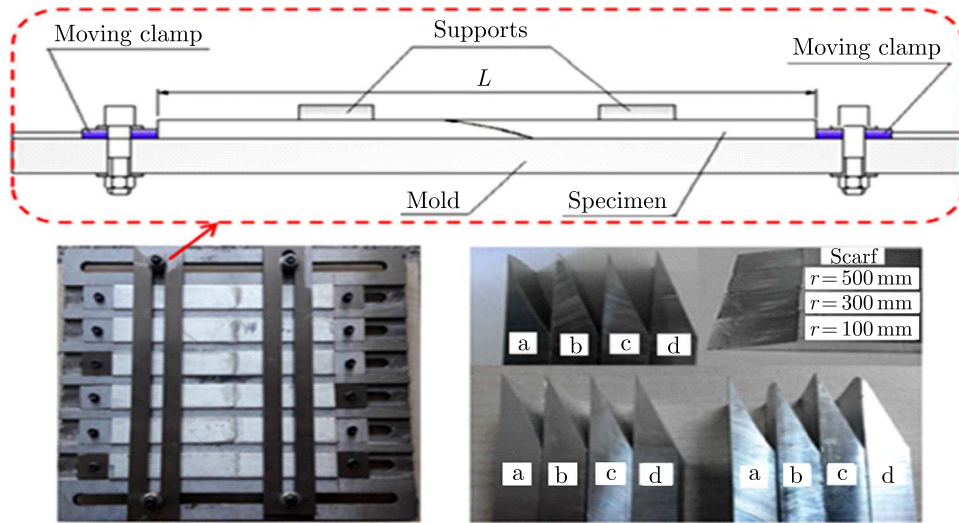 Moving clamp
Supports
Moving clamp
L
Mold
Specimen
Scarf
r=500 mm
r=300 mm
r=100 mm
a b c d
a b c d
a b c d